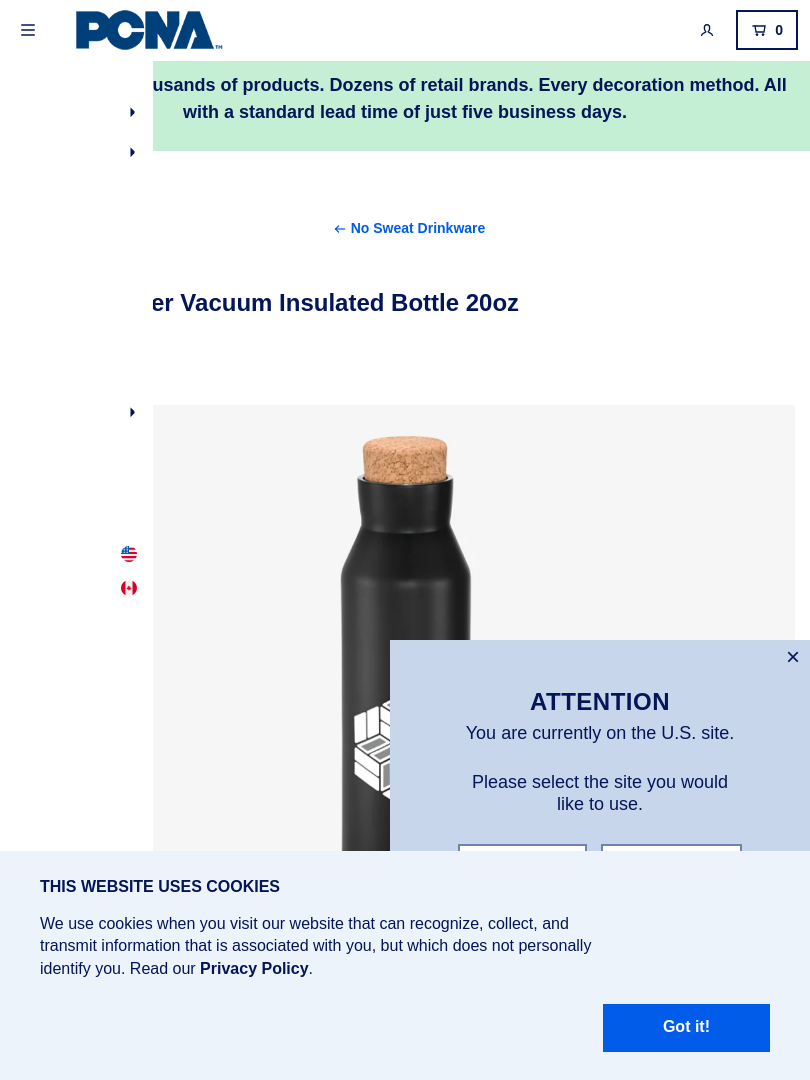 PCNA™
0
usands of products. Dozens of retail brands. Every decoration method. All
with a standard lead time of just five business days.
← No Sweat Drinkware
er Vacuum Insulated Bottle 20oz
ATTENTION
You are currently on the U.S. site.
Please select the site you would
like to use.
THIS WEBSITE USES COOKIES
We use cookies when you visit our website that can recognize, collect, and
transmit information that is associated with you, but which does not personally
identify you. Read our Privacy Policy.
Got it!